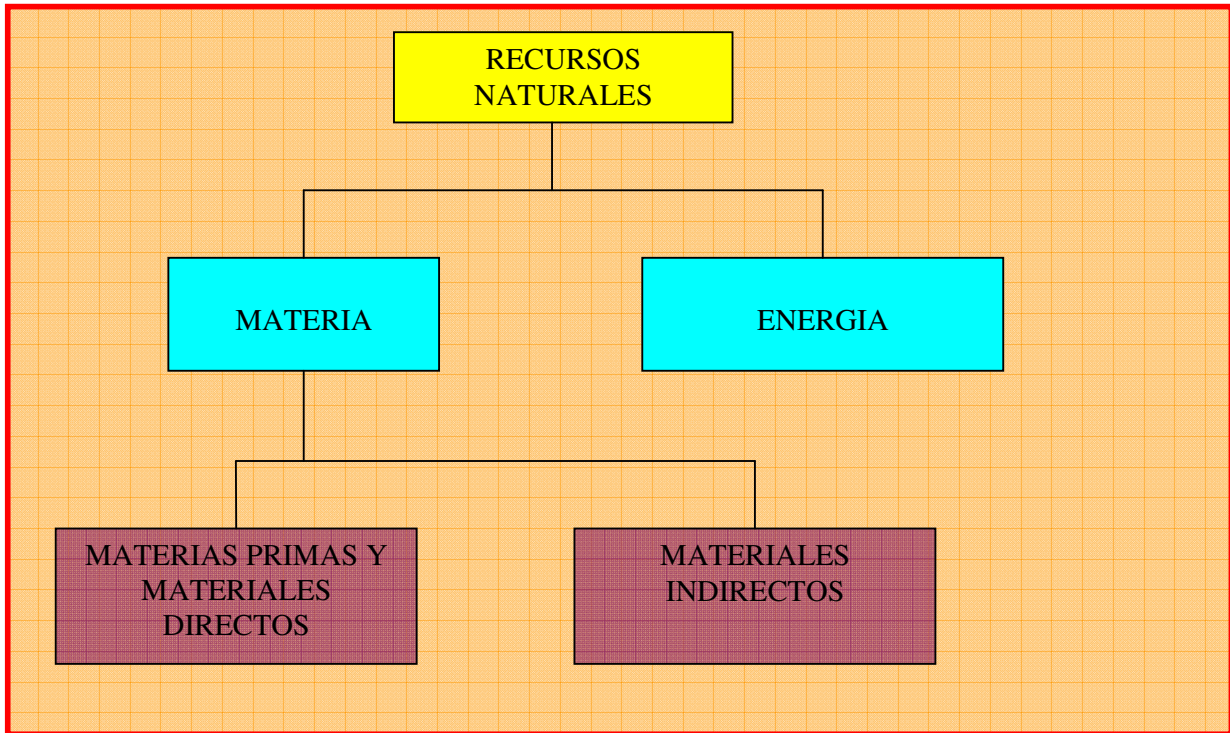 RECURSOS
NATURALES
MATERIA
ENERGIA
MATERIAS PRIMAS Y
MATERIALES
DIRECTOS
MATERIALES
INDIRECTOS